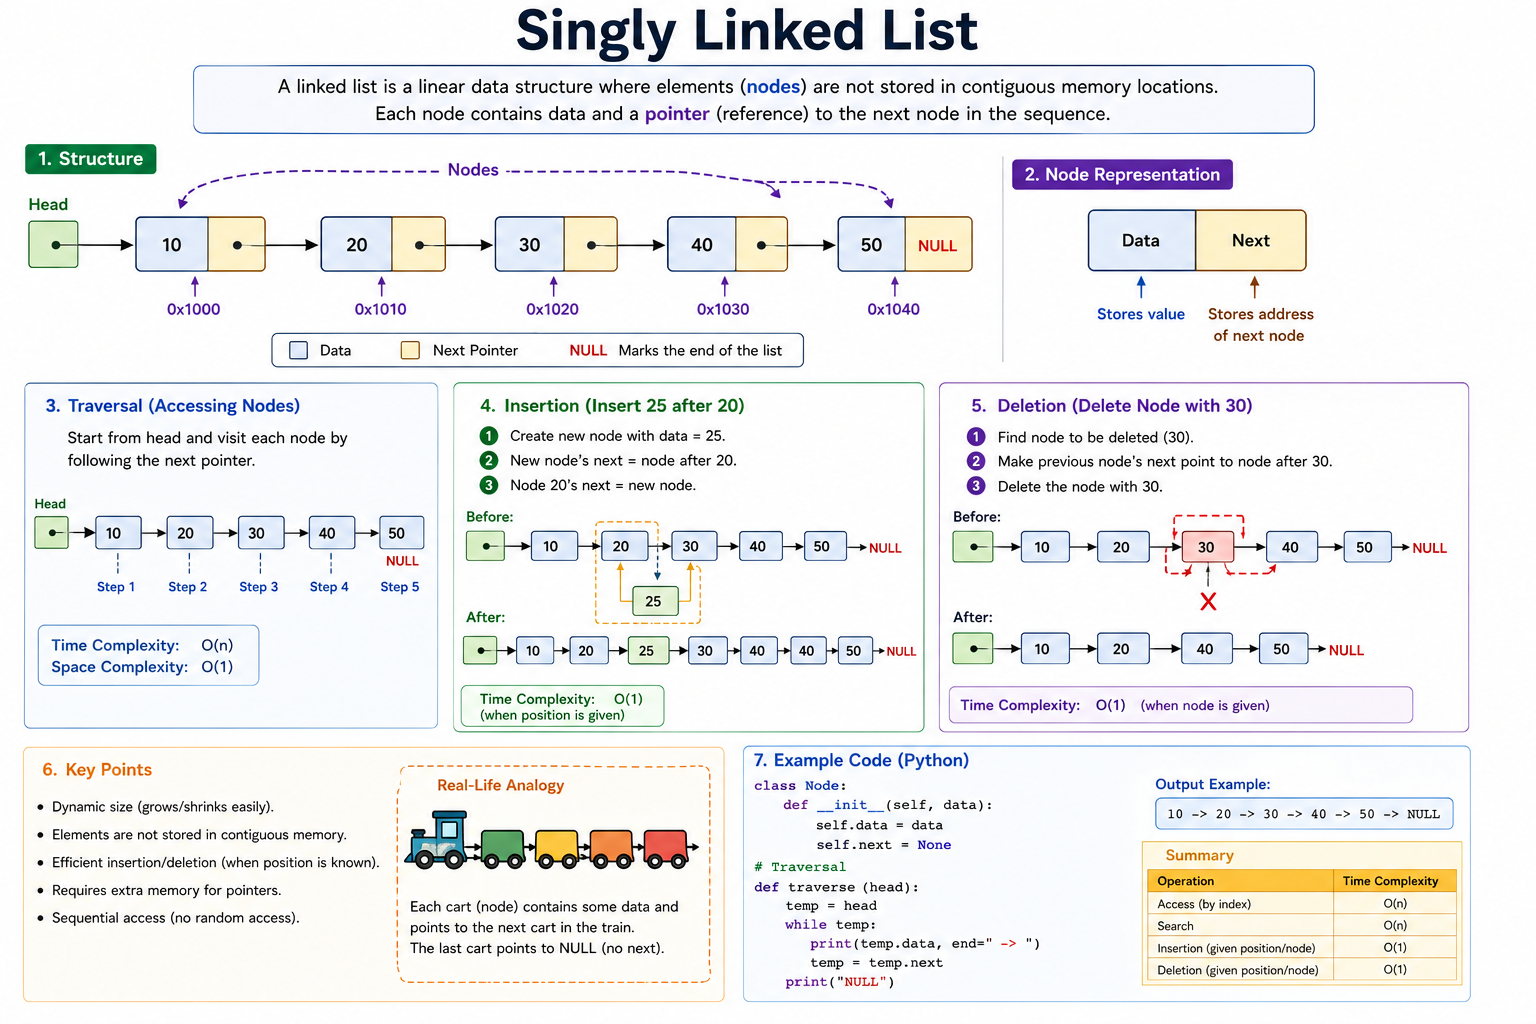 Singly Linked List
A linked list is a linear data structure where elements (nodes) are not stored in contiguous memory locations.
Each node contains data and a pointer (reference) to the next node in the sequence.
1. Structure
Nodes
Head
10 20 30 40 50 NULL
0x1000 0x1010 0x1020 0x1030 0x1040
Data Next Pointer NULL Marks the end of the list
2. Node Representation
Data Next
Stores value
Stores address
of next node
3. Traversal (Accessing Nodes)
Start from head and visit each node by
following the next pointer.
Head
10 20 30 40 50
NULL
Step 1 Step 2 Step 3 Step 4 Step 5
Time Complexity: O(n)
Space Complexity: O(1)
4. Insertion (Insert 25 after 20)
1 Create new node with data = 25.
2 New node's next = node after 20.
3 Node 20's next = new node.
Before:
10 20 30 40 50 NULL
25
After:
10 20 25 30 40 40 50 NULL
Time Complexity: O(1)
(when position is given)
5. Deletion (Delete Node with 30)
1 Find node to be deleted (30).
2 Make previous node's next point to node after 30.
3 Delete the node with 30.
Before:
10 20 30 40 50 NULL
X
After:
10 20 40 50 NULL
Time Complexity: O(1) (when node is given)
6. Key Points
• Dynamic size (grows/shrinks easily).
• Elements are not stored in contiguous memory.
• Efficient insertion/deletion (when position is known).
• Requires extra memory for pointers.
• Sequential access (no random access).
Real-Life Analogy
Each cart (node) contains some data and
points to the next cart in the train.
The last cart points to NULL (no next).
7. Example Code (Python)
class Node:
def __init__(self, data):
self.data = data
self.next = None
# Traversal
def traverse (head):
temp = head
while temp:
print(temp.data, end=" -> ")
temp = temp.next
print("NULL")
Output Example:
10 -> 20 -> 30 -> 40 -> 50 -> NULL
Summary
Operation Time Complexity
Access (by index) O(n)
Search O(n)
Insertion (given position/node) O(1)
Deletion (given position/node) O(1)